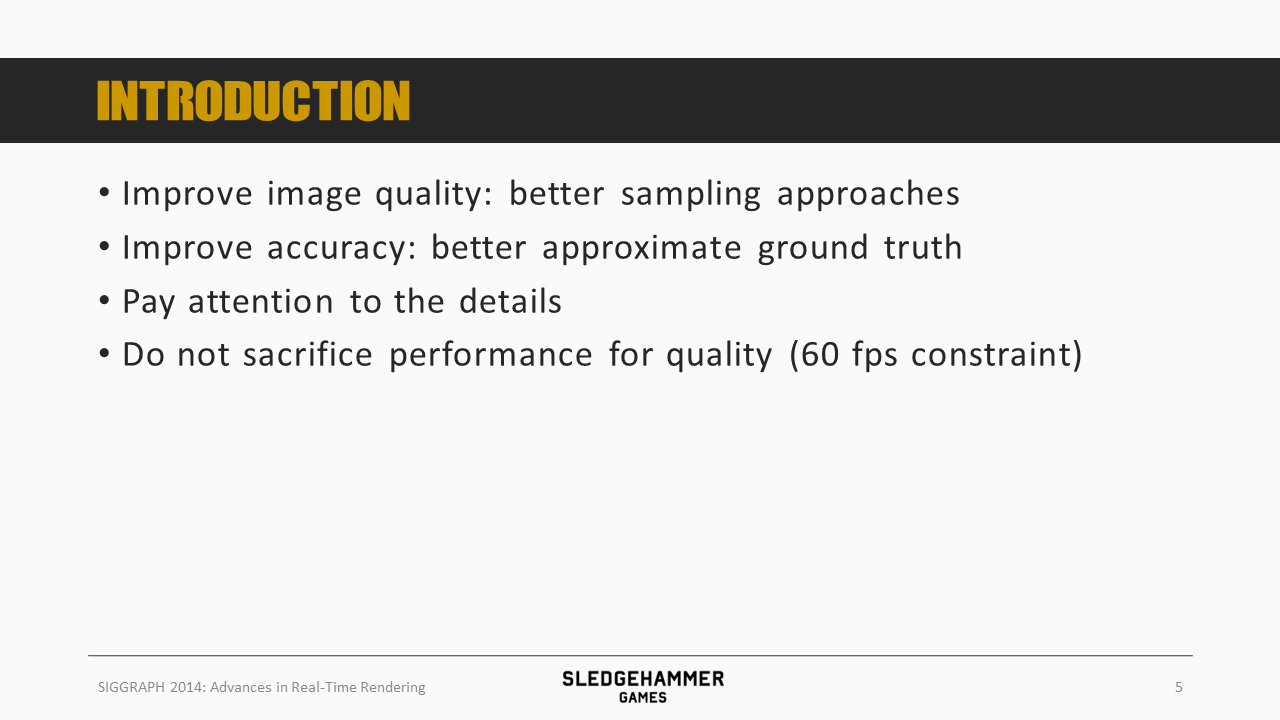 INTRODUCTION
• Improve image quality: better sampling approaches
• Improve accuracy: better approximate ground truth
• Pay attention to the details
• Do not sacrifice performance for quality (60 fps constraint)
SIGGRAPH 2014: Advances in Real-Time Rendering
SLEDGEHAMMER
GAMES
5